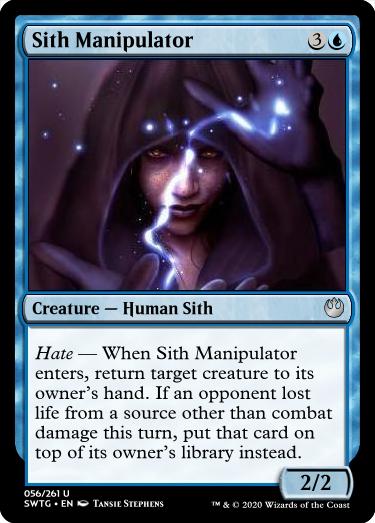 Sith Manipulator 3
Creature — Human Sith
Hate — When Sith Manipulator
enters, return target creature to its
owner's hand. If an opponent lost
life from a source other than combat
damage this turn, put that card on
top of its owner's library instead.
2/2
056/261 U
SWTG • EN Tansie Stephens
™ & © 2020 Wizards of the Coast